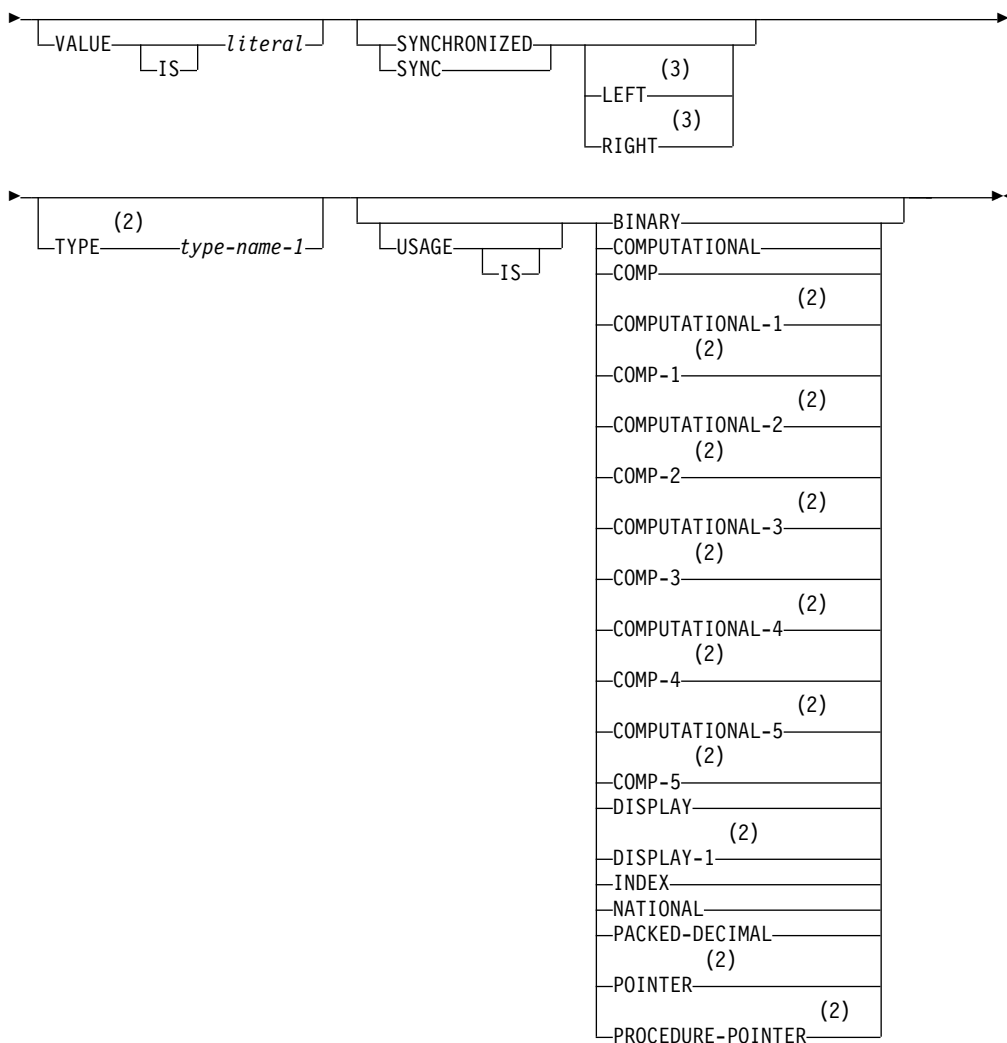 VALUE IS literal SYNCHRONIZED
SYNC
LEFT (3)
RIGHT (3)
TYPE (2) type-name-1 USAGE IS BINARY
COMPUTATIONAL
COMP
(2)
COMPUTATIONAL-1
(2)
COMP-1
(2)
COMPUTATIONAL-2
(2)
COMP-2
(2)
COMPUTATIONAL-3
(2)
COMP-3
(2)
COMPUTATIONAL-4
(2)
COMP-4
(2)
COMPUTATIONAL-5
(2)
COMP-5
DISPLAY
(2)
DISPLAY-1
INDEX
NATIONAL
PACKED-DECIMAL
(2)
POINTER
(2)
PROCEDURE-POINTER